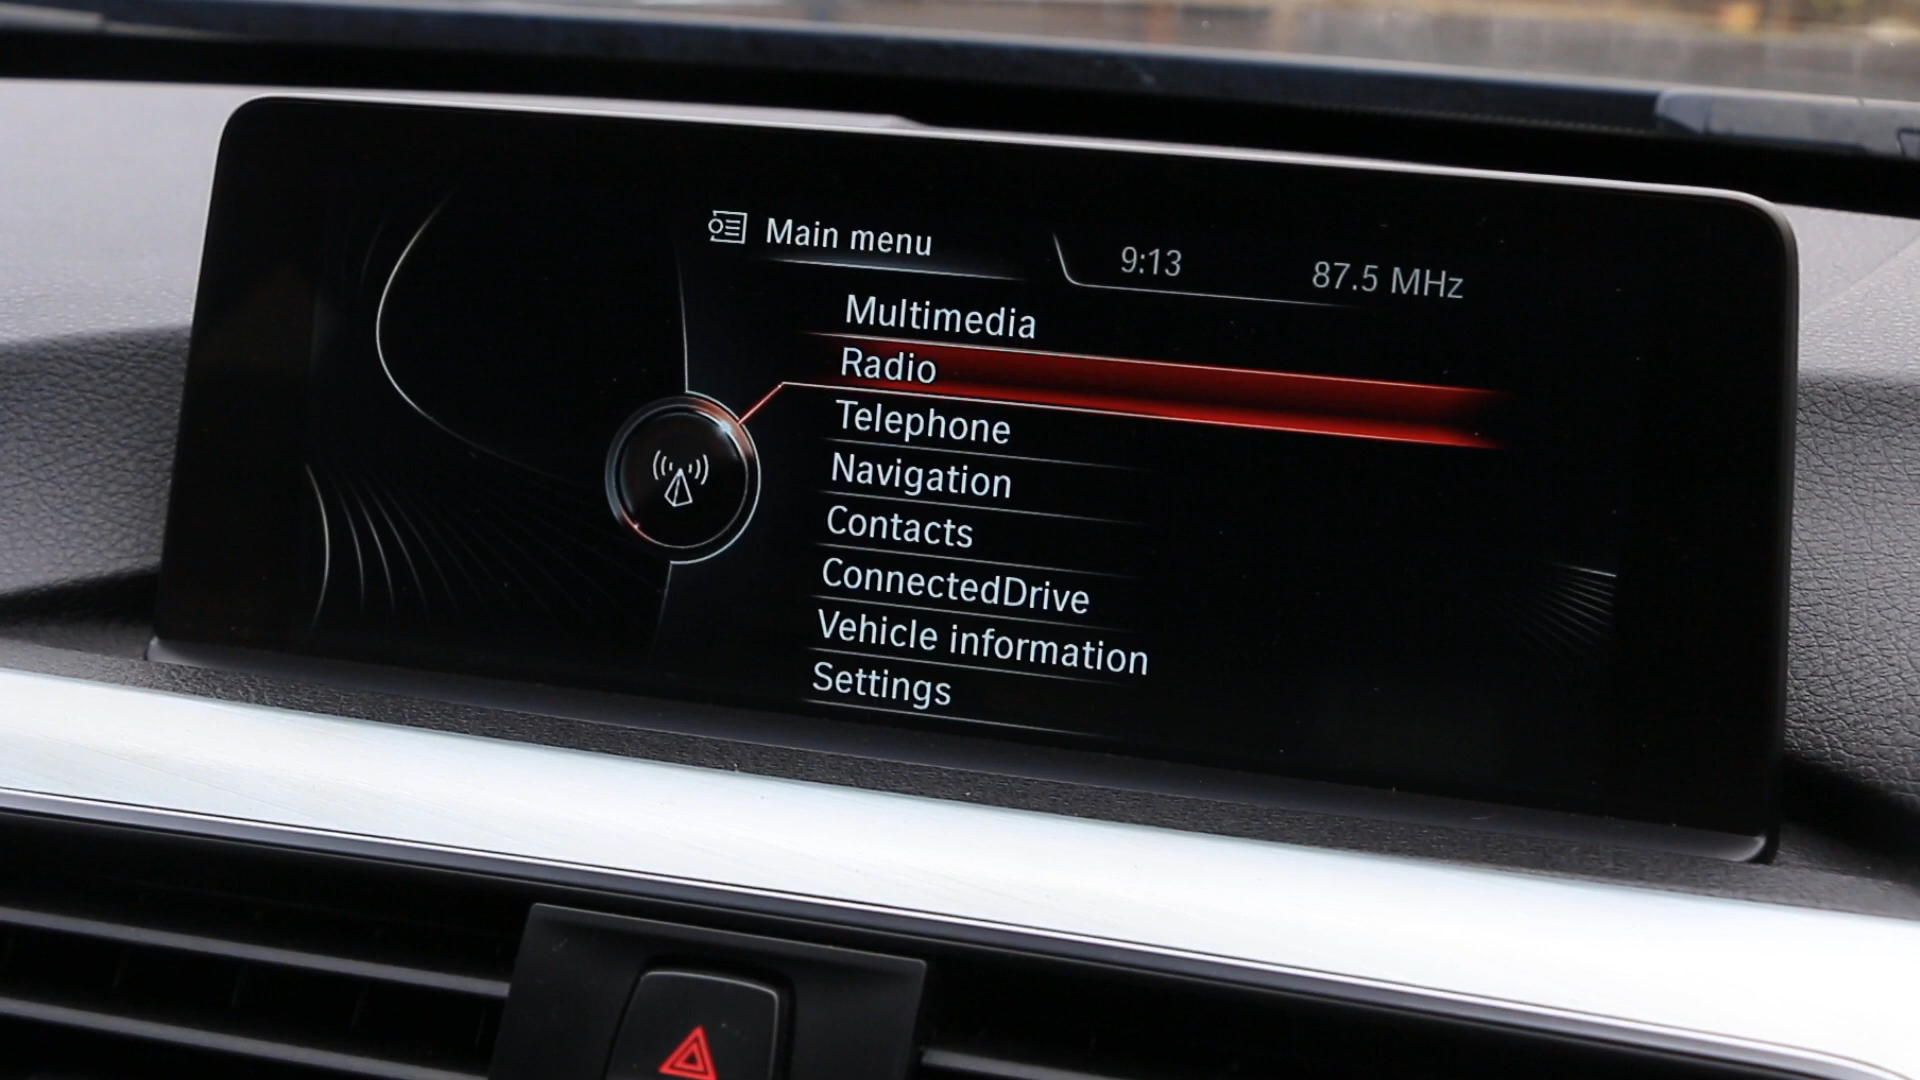 Main menu
9:13
87.5 MHz
Multimedia
Radio
Telephone
Navigation
Contacts
ConnectedDrive
Vehicle information
Settings